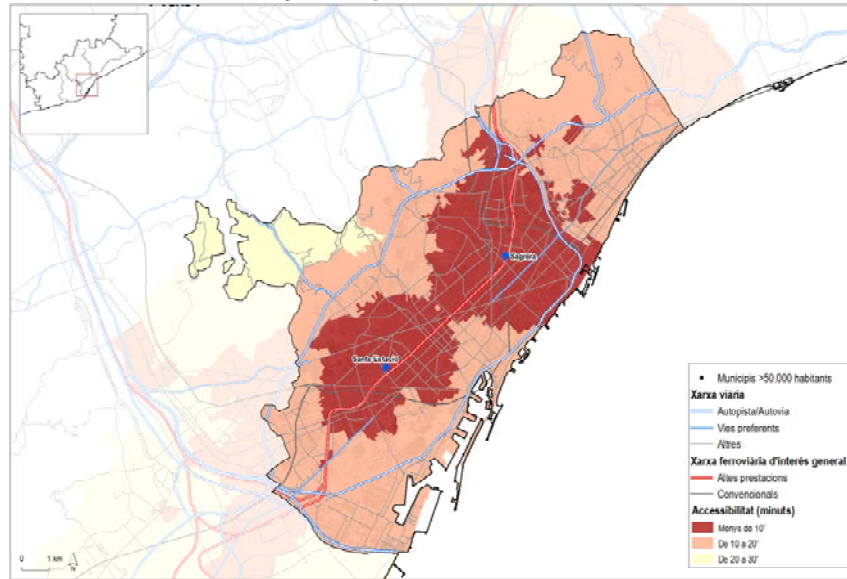 Sagrera
Sants Estació
Municipis >50.000 habitants
Xarxa viària
Autopista/Autovia
Vies preferents
Altres
Xarxa ferroviària d'interès general
Altes prestacions
Convencionals
Accessibilitat (minuts)
Menys de 10'
De 10 a 20'
De 20 a 30'
0 1 km
N